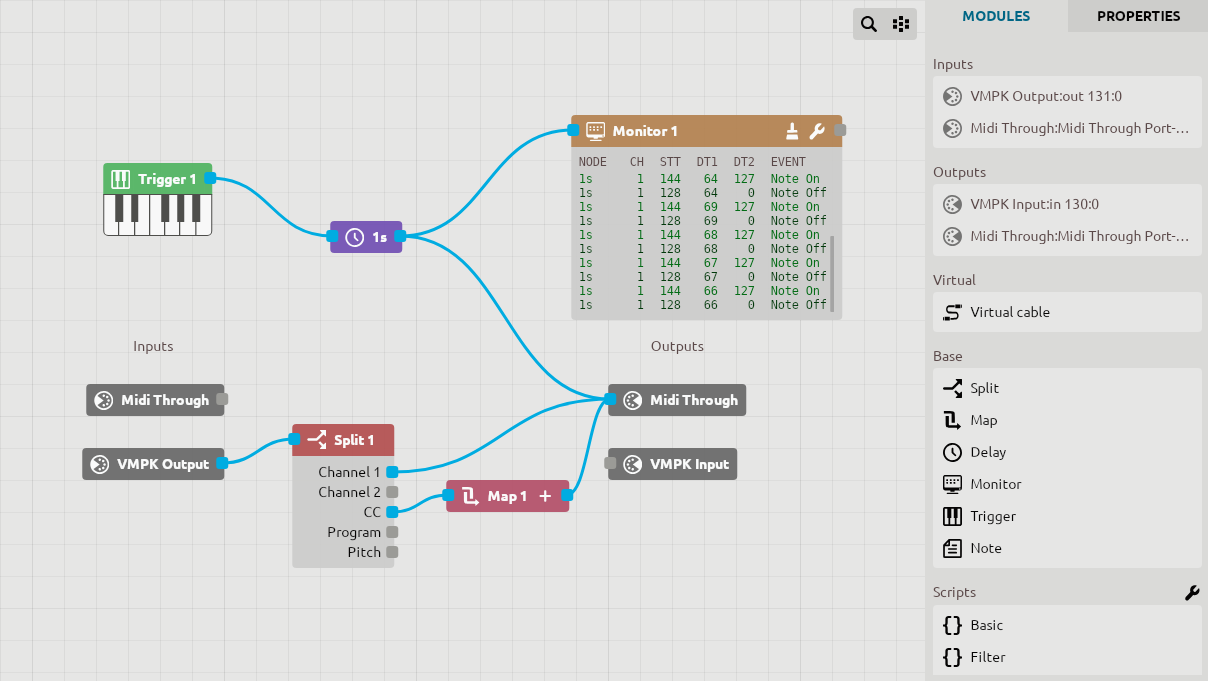 MODULES PROPERTIES
Inputs
VMPK Output:out 131:0
Midi Through:Midi Through Port-...
Outputs
VMPK Input:in 130:0
Midi Through:Midi Through Port-...
Virtual
Virtual cable
Base
Split
Map
Delay
Monitor
Trigger
Note
Scripts
Basic
Filter
Trigger 1
1s
Monitor 1
NODE CH STT DT1 DT2 EVENT
1s 1 144 64 127 Note On
1s 1 128 64 0 Note Off
1s 1 144 69 127 Note On
1s 1 128 69 0 Note Off
1s 1 144 68 127 Note On
1s 1 128 68 0 Note Off
1s 1 144 67 127 Note On
1s 1 128 67 0 Note Off
1s 1 144 66 127 Note On
1s 1 128 66 0 Note Off
Inputs
Midi Through
VMPK Output
Split 1
Channel 1
Channel 2
CC
Program
Pitch
Map 1 +
Outputs
Midi Through
VMPK Input